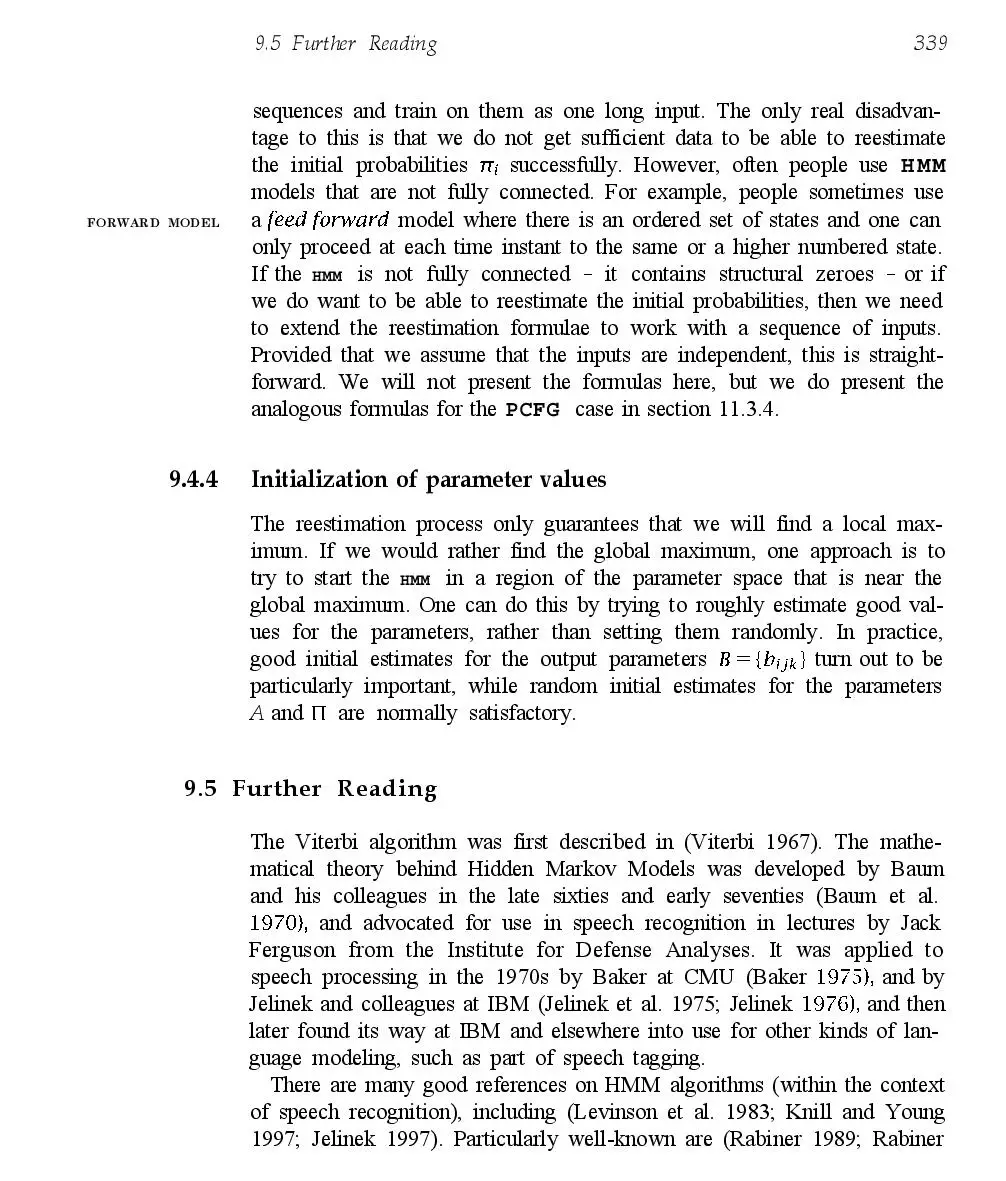 9.5 Further Reading 339
sequences and train on them as one long input. The only real disadvan-
tage to this is that we do not get sufficient data to be able to reestimate
the initial probabilities πi successfully. However, often people use HMM
models that are not fully connected. For example, people sometimes use
FORWARD MODEL a feed forward model where there is an ordered set of states and one can
only proceed at each time instant to the same or a higher numbered state.
If the HMM is not fully connected – it contains structural zeroes – or if
we do want to be able to reestimate the initial probabilities, then we need
to extend the reestimation formulae to work with a sequence of inputs.
Provided that we assume that the inputs are independent, this is straight-
forward. We will not present the formulas here, but we do present the
analogous formulas for the PCFG case in section 11.3.4.
9.4.4 Initialization of parameter values
The reestimation process only guarantees that we will find a local max-
imum. If we would rather find the global maximum, one approach is to
try to start the HMM in a region of the parameter space that is near the
global maximum. One can do this by trying to roughly estimate good val-
ues for the parameters, rather than setting them randomly. In practice,
good initial estimates for the output parameters B = {bijk} turn out to be
particularly important, while random initial estimates for the parameters
A and Π are normally satisfactory.
9.5 Further Reading
The Viterbi algorithm was first described in (Viterbi 1967). The mathe-
matical theory behind Hidden Markov Models was developed by Baum
and his colleagues in the late sixties and early seventies (Baum et al.
1970), and advocated for use in speech recognition in lectures by Jack
Ferguson from the Institute for Defense Analyses. It was applied to
speech processing in the 1970s by Baker at CMU (Baker 1975), and by
Jelinek and colleagues at IBM (Jelinek et al. 1975; Jelinek 1976), and then
later found its way at IBM and elsewhere into use for other kinds of lan-
guage modeling, such as part of speech tagging.
There are many good references on HMM algorithms (within the context
of speech recognition), including (Levinson et al. 1983; Knill and Young
1997; Jelinek 1997). Particularly well-known are (Rabiner 1989; Rabiner